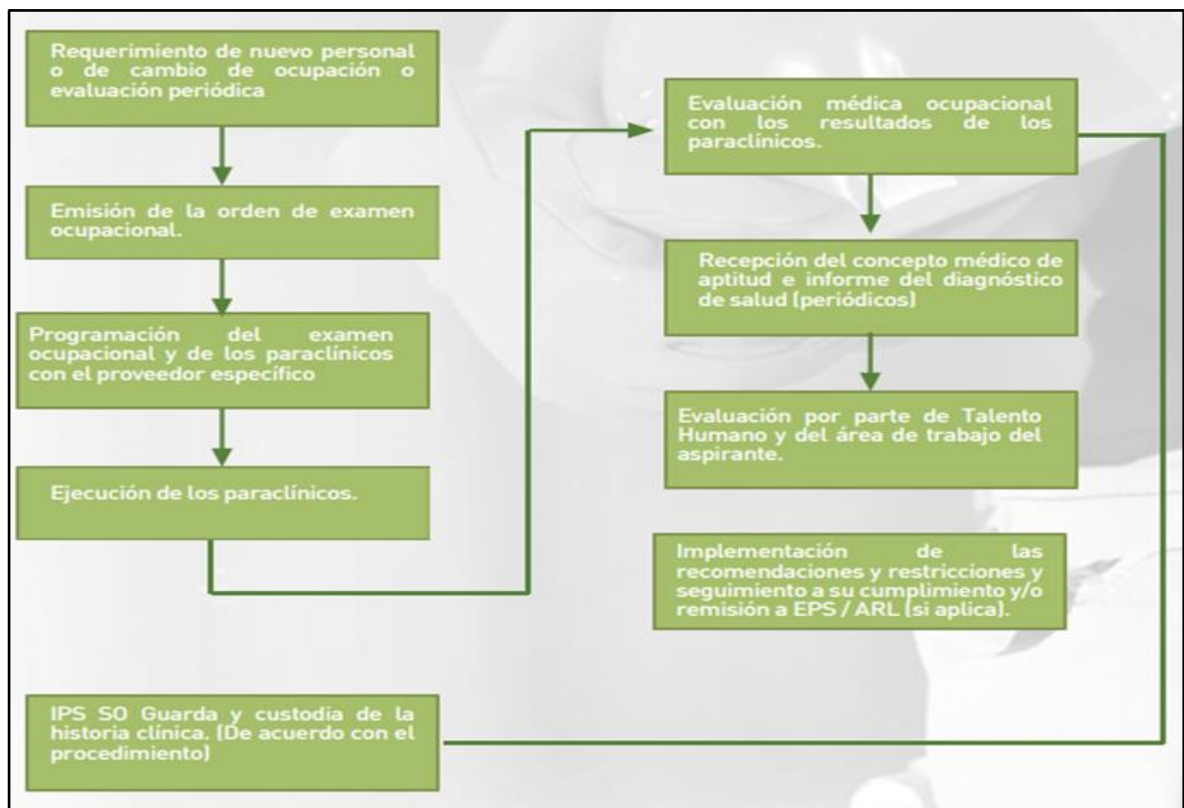 Requerimiento de nuevo personal
o de cambio de ocupación o
evaluación periódica
Emisión de la orden de examen
ocupacional.
Programación del examen
ocupacional y de los paraclínicos
con el proveedor específico
Ejecución de los paraclínicos.
Evaluación médica ocupacional
con los resultados de los
paraclínicos.
Recepción del concepto médico de
aptitud e informe del diagnóstico
de salud (periódicos)
Evaluación por parte de Talento
Humano y del área de trabajo del
aspirante.
Implementación de las
recomendaciones y restricciones y
seguimiento a su cumplimiento y/o
remisión a EPS / ARL (si aplica).
IPS SO Guarda y custodia de la
historia clínica. (De acuerdo con el
procedimiento)